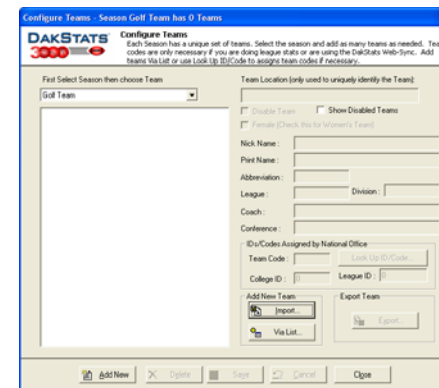 Configure Teams - Season Golf Team has 0 Teams
DAKSTATS
3000
Configure Teams
Each Season has a unique set of teams. Select the season and add as many teams as needed. Tea
codes are only necessary if you are doing league stats or are using the DakStats Web-Sync. Add
teams Via List or use Look Up ID/Code to assigns team codes if necessary.
First Select Season then choose Team
Golf Team
Team Location (only used to uniquely identify the Team):
Disable Team
Show Disabled Teams
Female (Check this for Women's Team)
Nick Name :
Print Name :
Abbreviation :
League :
Division :
Coach :
Conference :
IDs/Codes Assigned by National Office
Team Code :
Look Up ID/Code...
College ID :
0
League ID :
0
Add New Team
Import...
Via List...
Export Team
Export...
Add New
Delete
Save
Cancel
Close